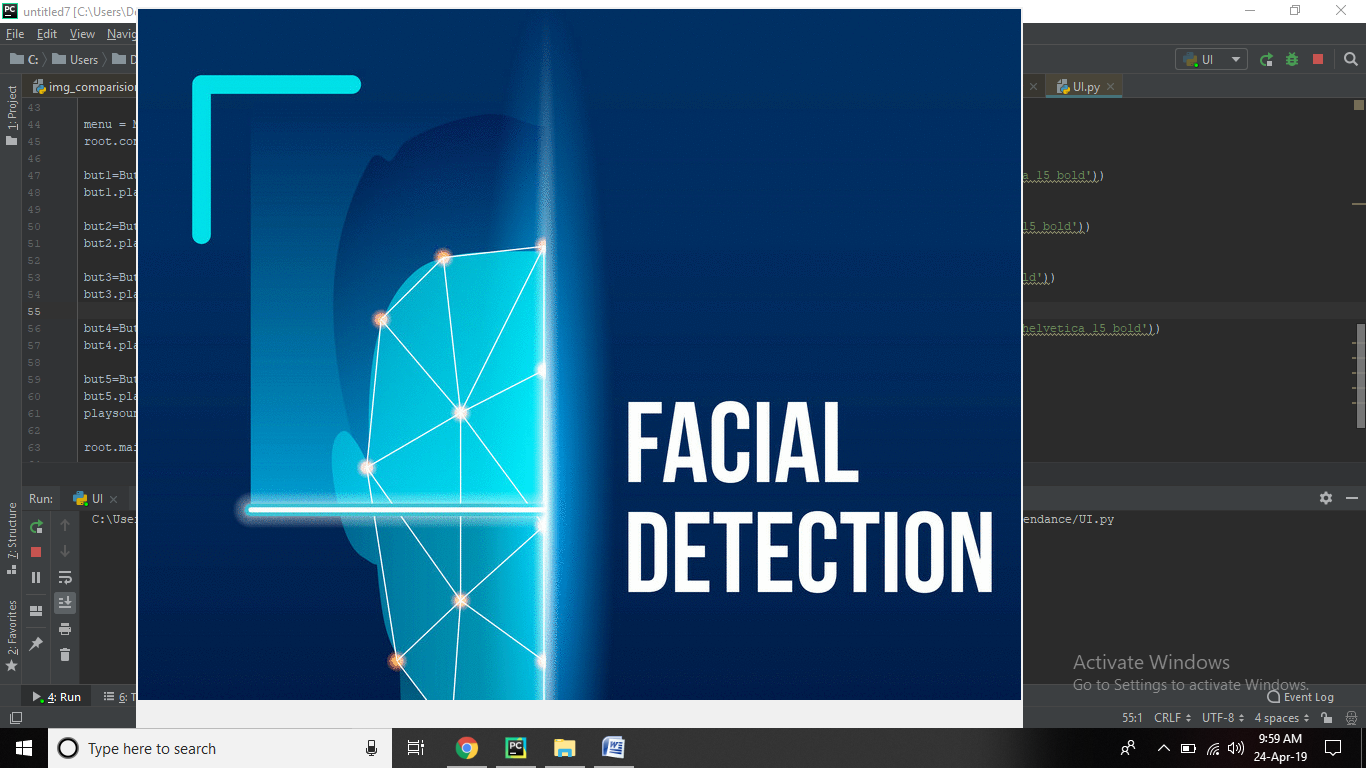 untitled7 [C:\Users\D
File Edit View Navig
C: Users D
UI
img_comparision
UI.py
1: Project
43
44 menu = M
45 root.con
46
47 but1=But a 15 bold'))
48 but1.pla
49
50 but2=But 15 bold'))
51 but2.pla
52
53 but3=But ld'))
54 but3.pla
55
56 but4=But helvetica 15 bold'))
57 but4.pla
58
59 but5=But
60 but5.pla
61 playsoun
62
63 root.mai
FACIAL
DETECTION
Run: UI
C:\User endance/UI.py
7: Structure
2: Favorites
Activate Windows
Go to Settings to activate Windows.
4: Run 6: T
Event Log
55:1 CRLF UTF-8 4 spaces
Type here to search
9:59 AM
24-Apr-19